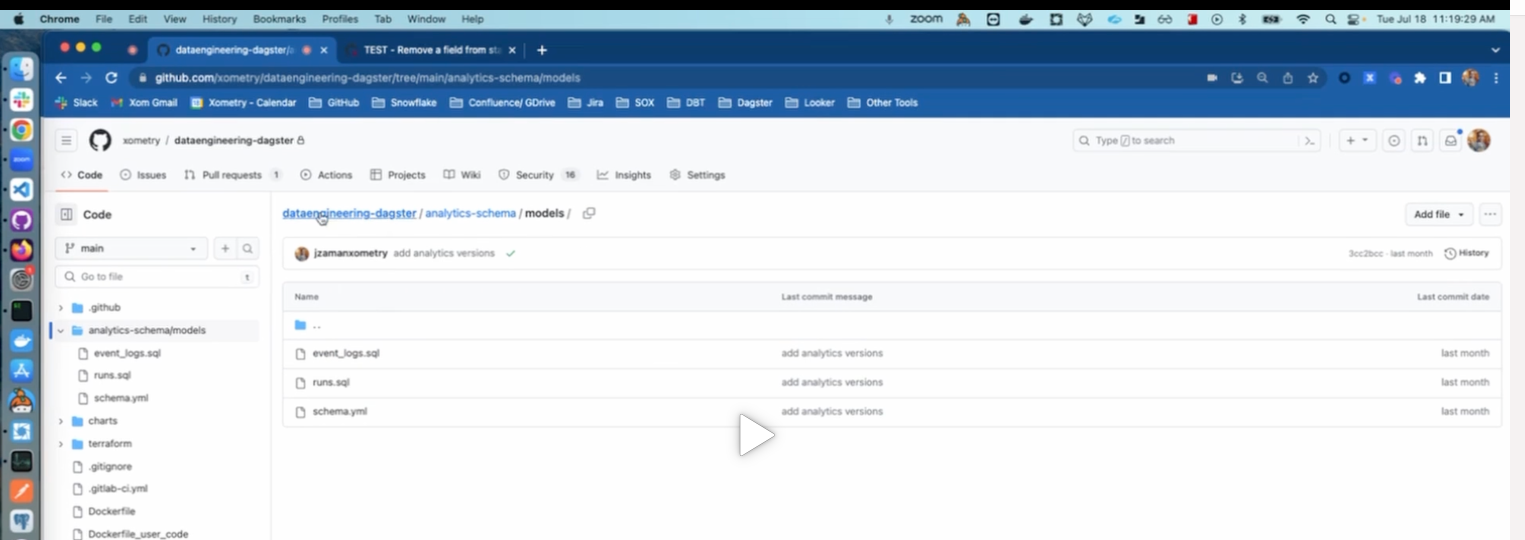 Chrome File Edit View History Bookmarks Profiles Tab Window Help zoom Tue Jul 18 11:19:29 AM
dataengineering-dagster/ TEST - Remove a field from
github.com/xometry/dataengineering-dagster/tree/main/analytics-schema/models
Slack Xom Gmail Xometry - Calendar GitHub Snowflake Confluence/ GDrive Jira SOX DBT Dagster Looker Other Tools
xometry / dataengineering-dagster Type / to search
Code Issues Pull requests 1 Actions Projects Wiki Security 16 Insights Settings
Code dataengineering-dagster / analytics-schema / models / Add file
main
jzamanxometry add analytics versions 3cc2bcc · last month History
Go to file t
Name Last commit message Last commit date
.github
..
analytics-schema/models
event_logs.sql
event_logs.sql add analytics versions last month
runs.sql
runs.sql add analytics versions last month
schema.yml
schema.yml add analytics versions last month
charts
terraform
.gitignore
.gitlab-ci.yml
Dockerfile
Dockerfile_user_code